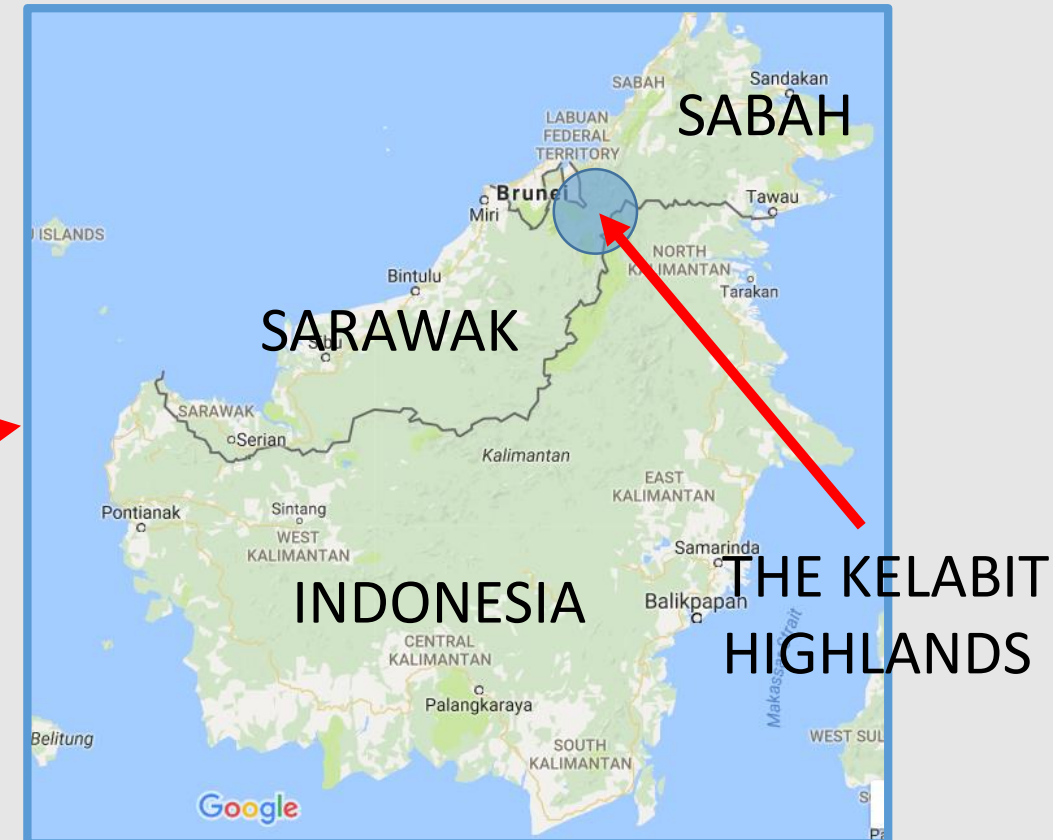 SABAH
Sandakan
SABAH
LABUAN
FEDERAL
TERRITORY
Brunei
Miri
Tawau
ISLANDS
NORTH
KALIMANTAN
Tarakan
Bintulu
SARAWAK
Sibu
SARAWAK
Serian
Kalimantan
EAST
KALIMANTAN
Pontianak
Sintang
WEST
KALIMANTAN
Samarinda
THE KELABIT
HIGHLANDS
Balikpapan
INDONESIA
CENTRAL
KALIMANTAN
Makassar Strait
Palangkaraya
Belitung
WEST SUL
SOUTH
KALIMANTAN
Google